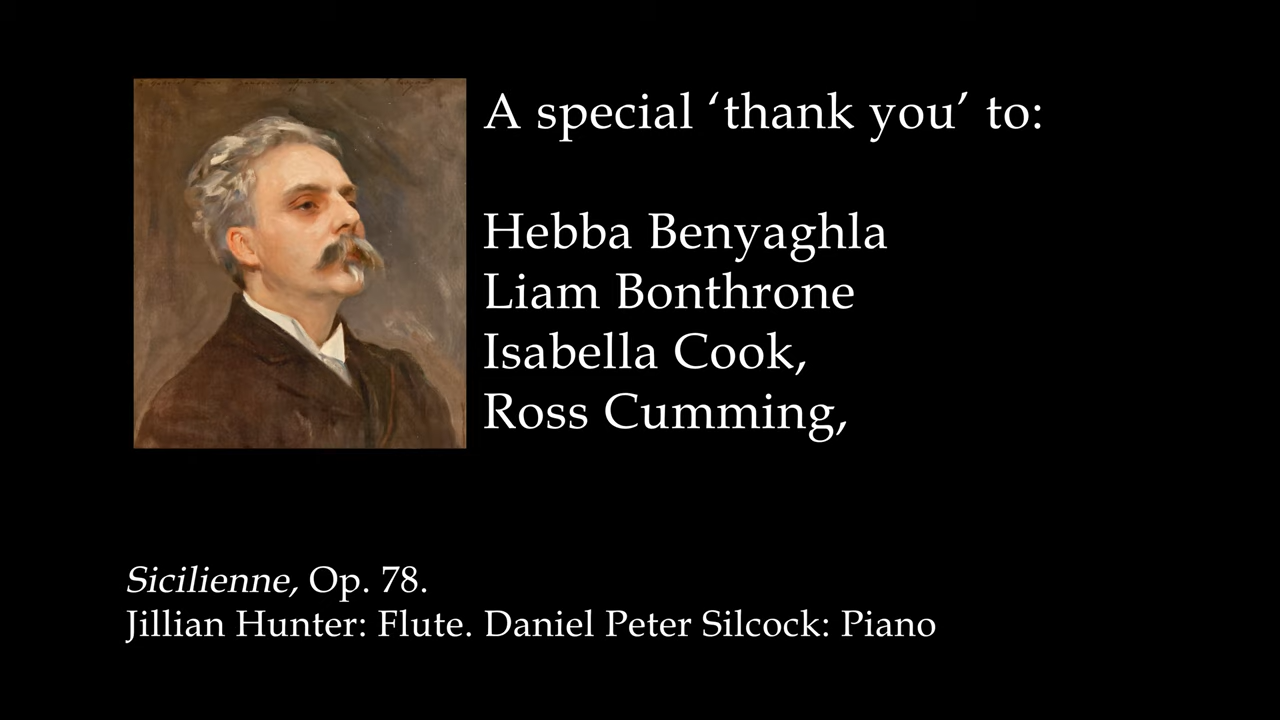 A special ‘thank you’ to:
Hebba Benyaghla
Liam Bonthrone
Isabella Cook,
Ross Cumming,
Sicilienne, Op. 78.
Jillian Hunter: Flute. Daniel Peter Silcock: Piano